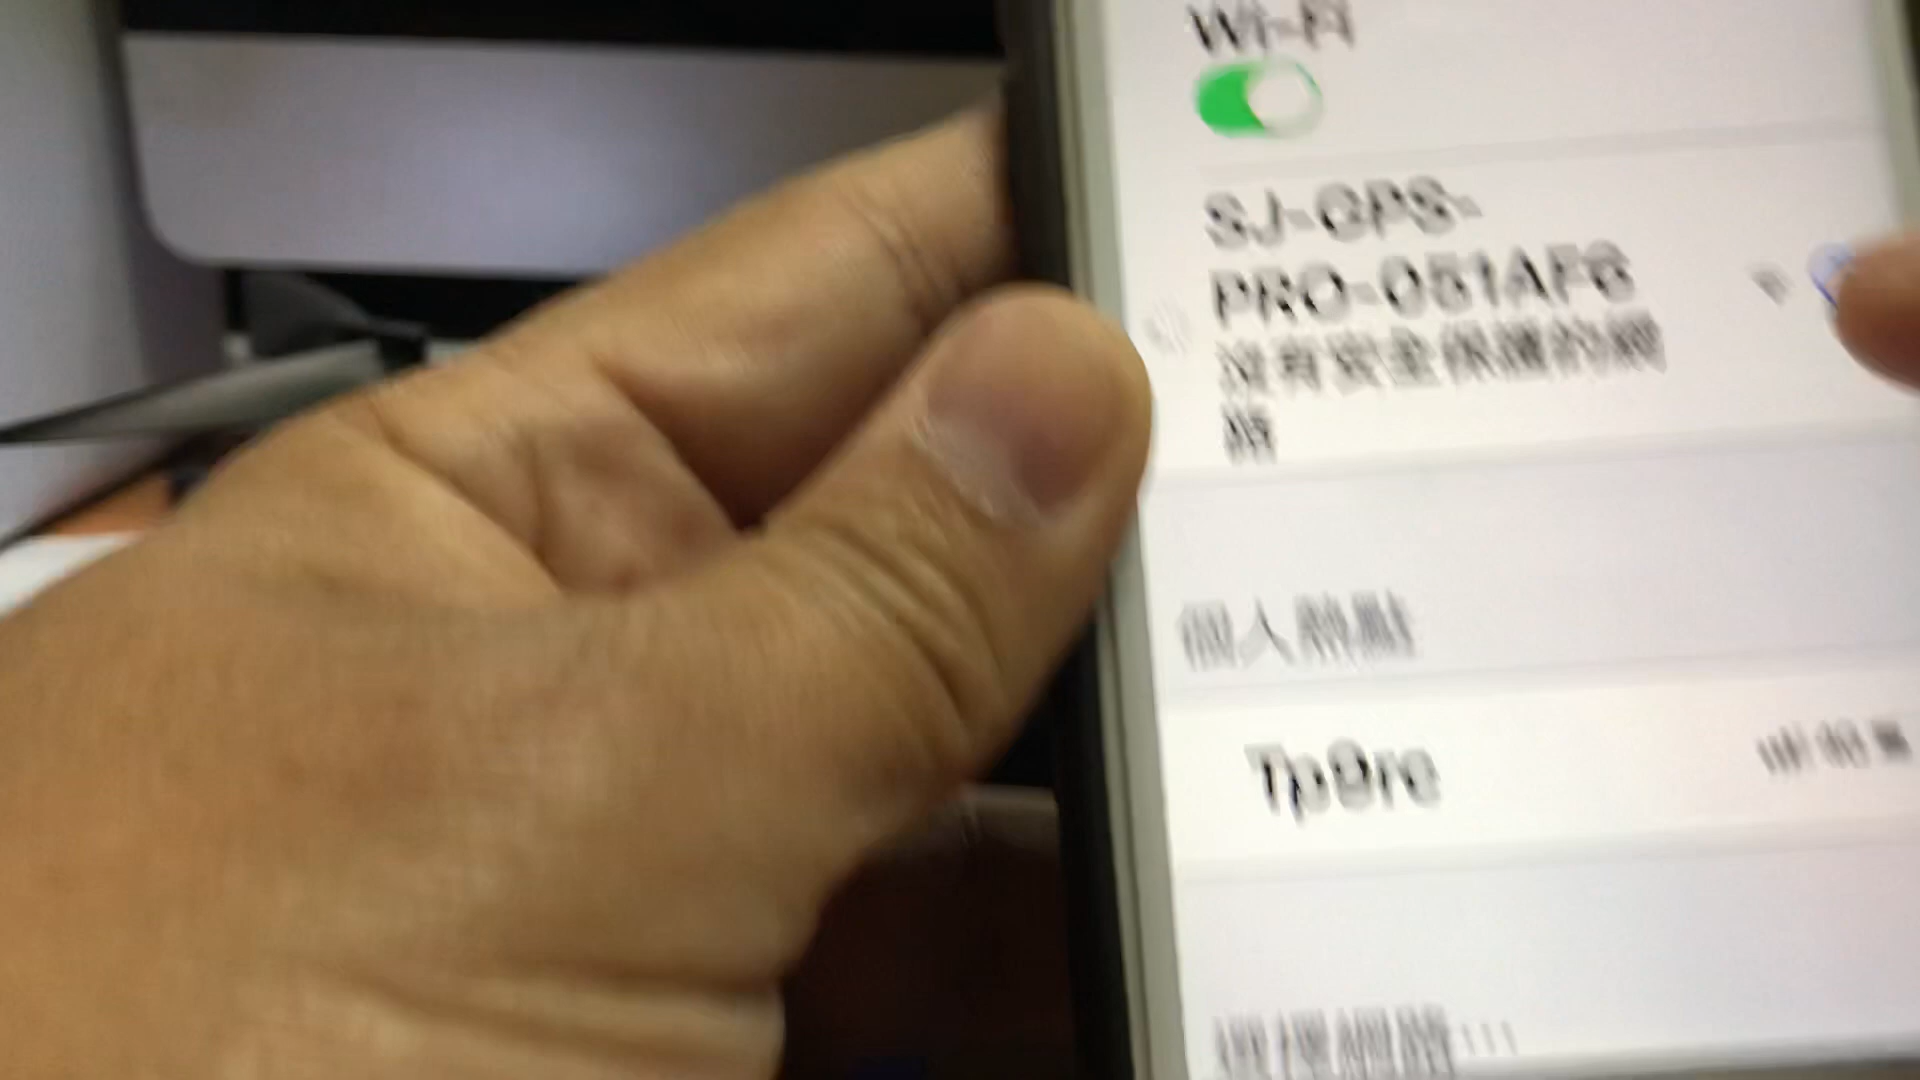 Wi-Fi
SJ-GPS-
PRO-051AF6
沒有安全保護的網
路
個人熱點
Tp9re
選擇網路...